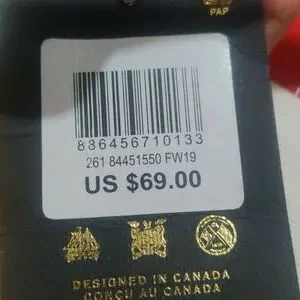 PAP
836456710133
261 84451550 FW19
US $69.00
DESIGNED IN CANADA
CONÇU AU CANADA